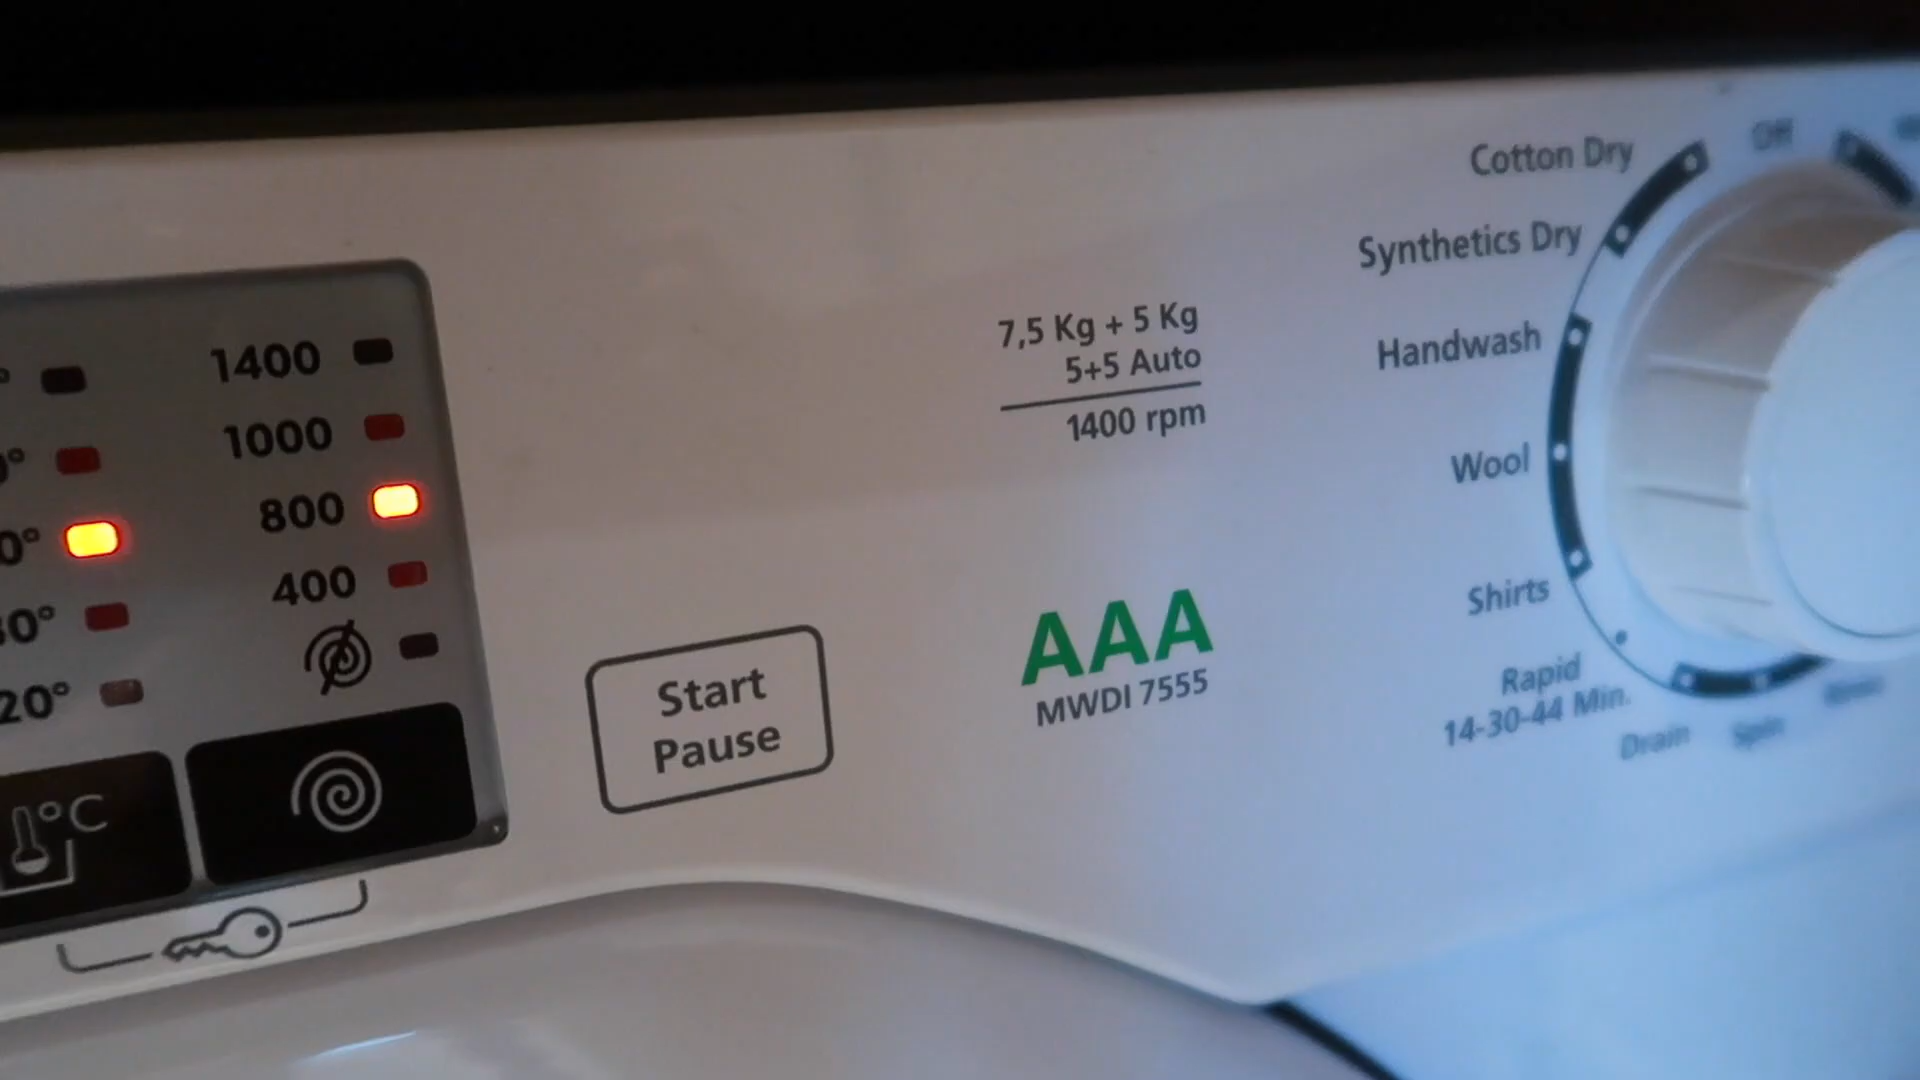 1400
1000
800
400
20°
°C
Start
Pause
7,5 Kg + 5 Kg
5+5 Auto
1400 rpm
AAA
MWDI 7555
Off
Cotton Dry
Synthetics Dry
Handwash
Wool
Shirts
Rapid
14-30-44 Min.
Drain
Spin